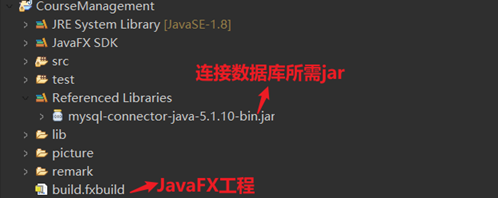 CourseManagement
JRE System Library [JavaSE-1.8]
JavaFX SDK
src
test
连接数据库所需jar
Referenced Libraries
mysql-connector-java-5.1.10-bin.jar
lib
picture
remark
build.fxbuild JavaFX工程